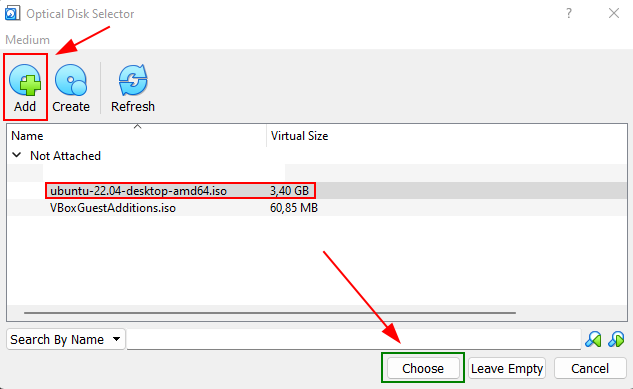 Optical Disk Selector
?
Medium
Add Create Refresh
Name Virtual Size
Not Attached
ubuntu-22.04-desktop-amd64.iso 3,40 GB
VBoxGuestAdditions.iso 60,85 MB
Search By Name
Choose Leave Empty Cancel